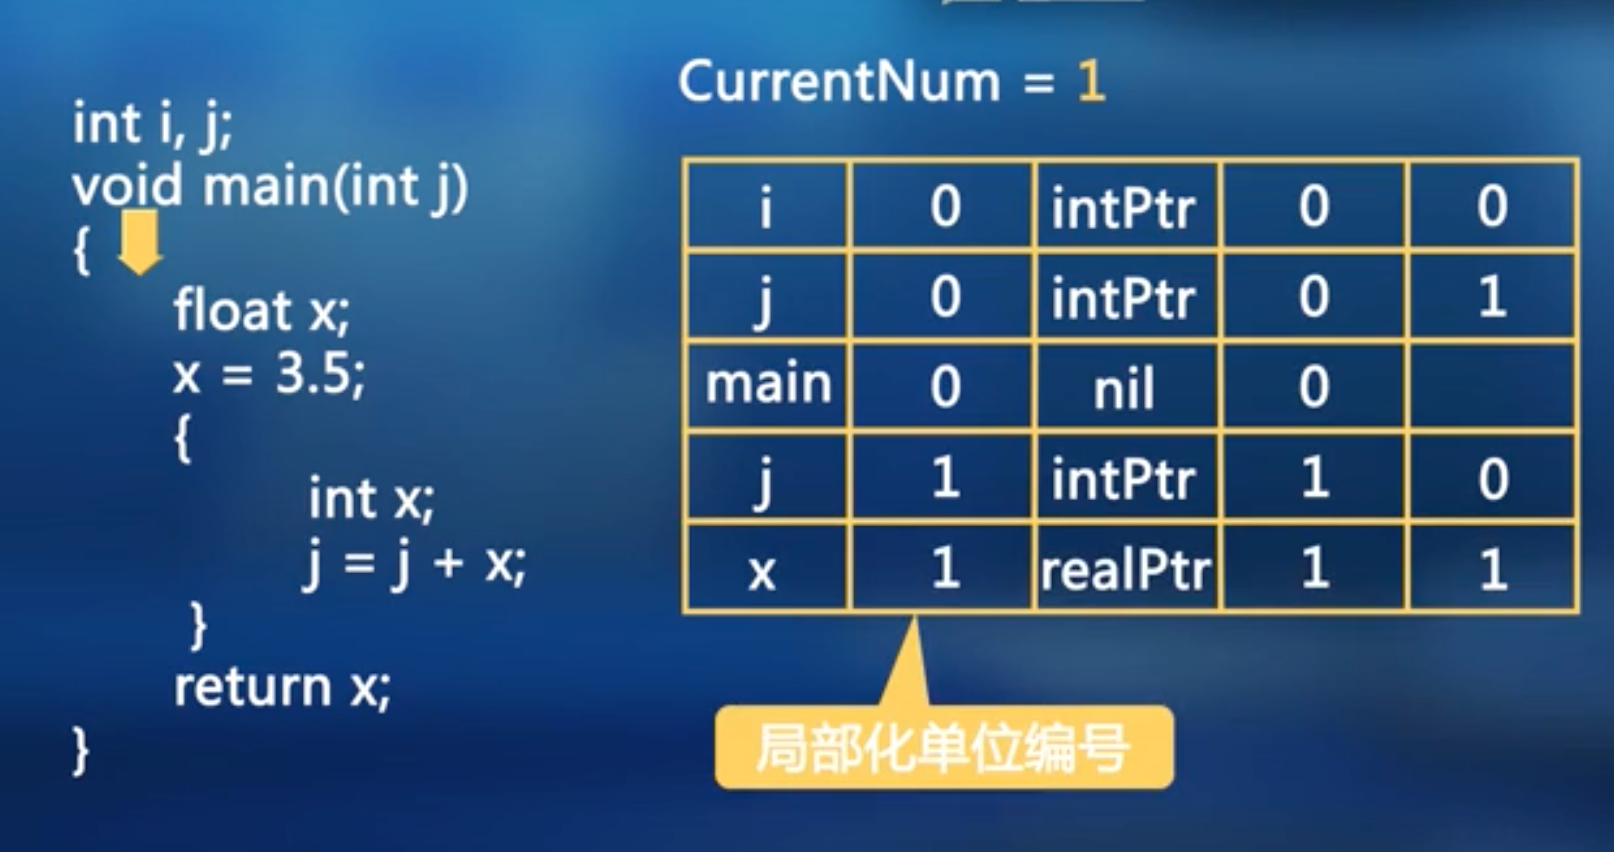 int i, j;
void main(int j)
{
float x;
x = 3.5;
{
int x;
j = j + x;
}
return x;
}
CurrentNum = 1
i 0 intPtr 0 0
j 0 intPtr 0 1
main 0 nil 0
j 1 intPtr 1 0
x 1 realPtr 1 1
局部化单位编号